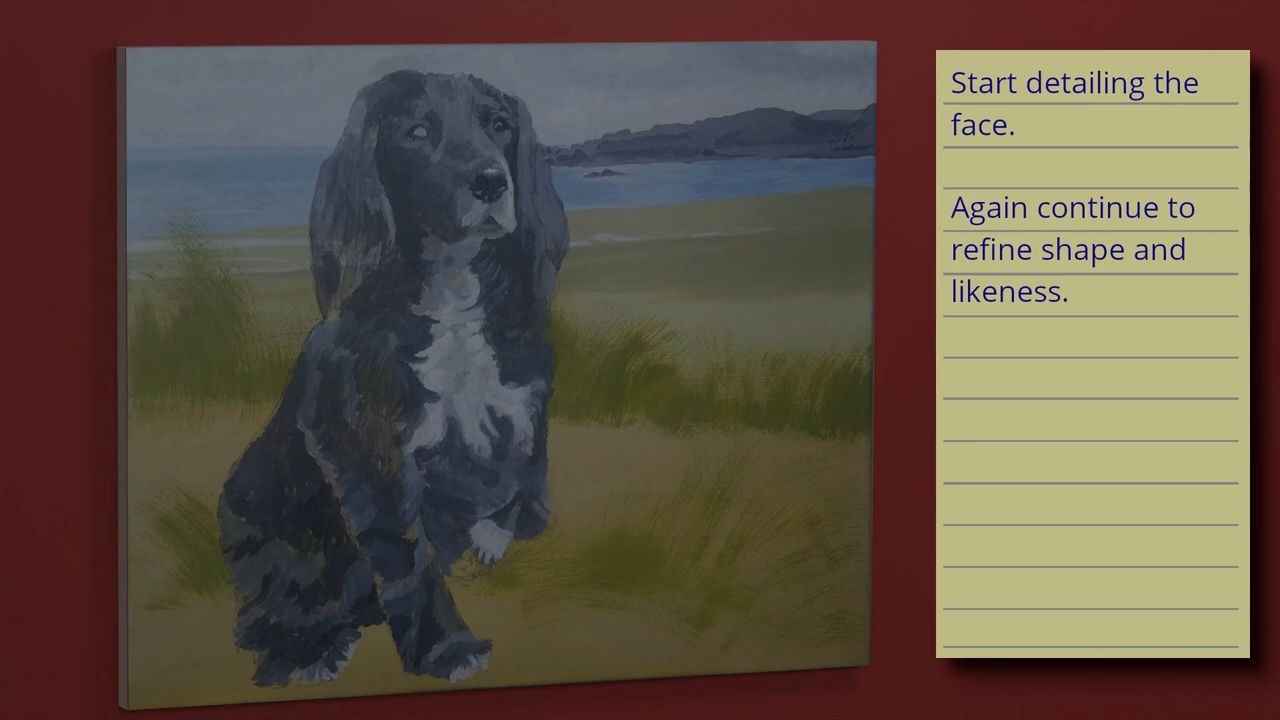 Start detailing the
face.
Again continue to
refine shape and
likeness.